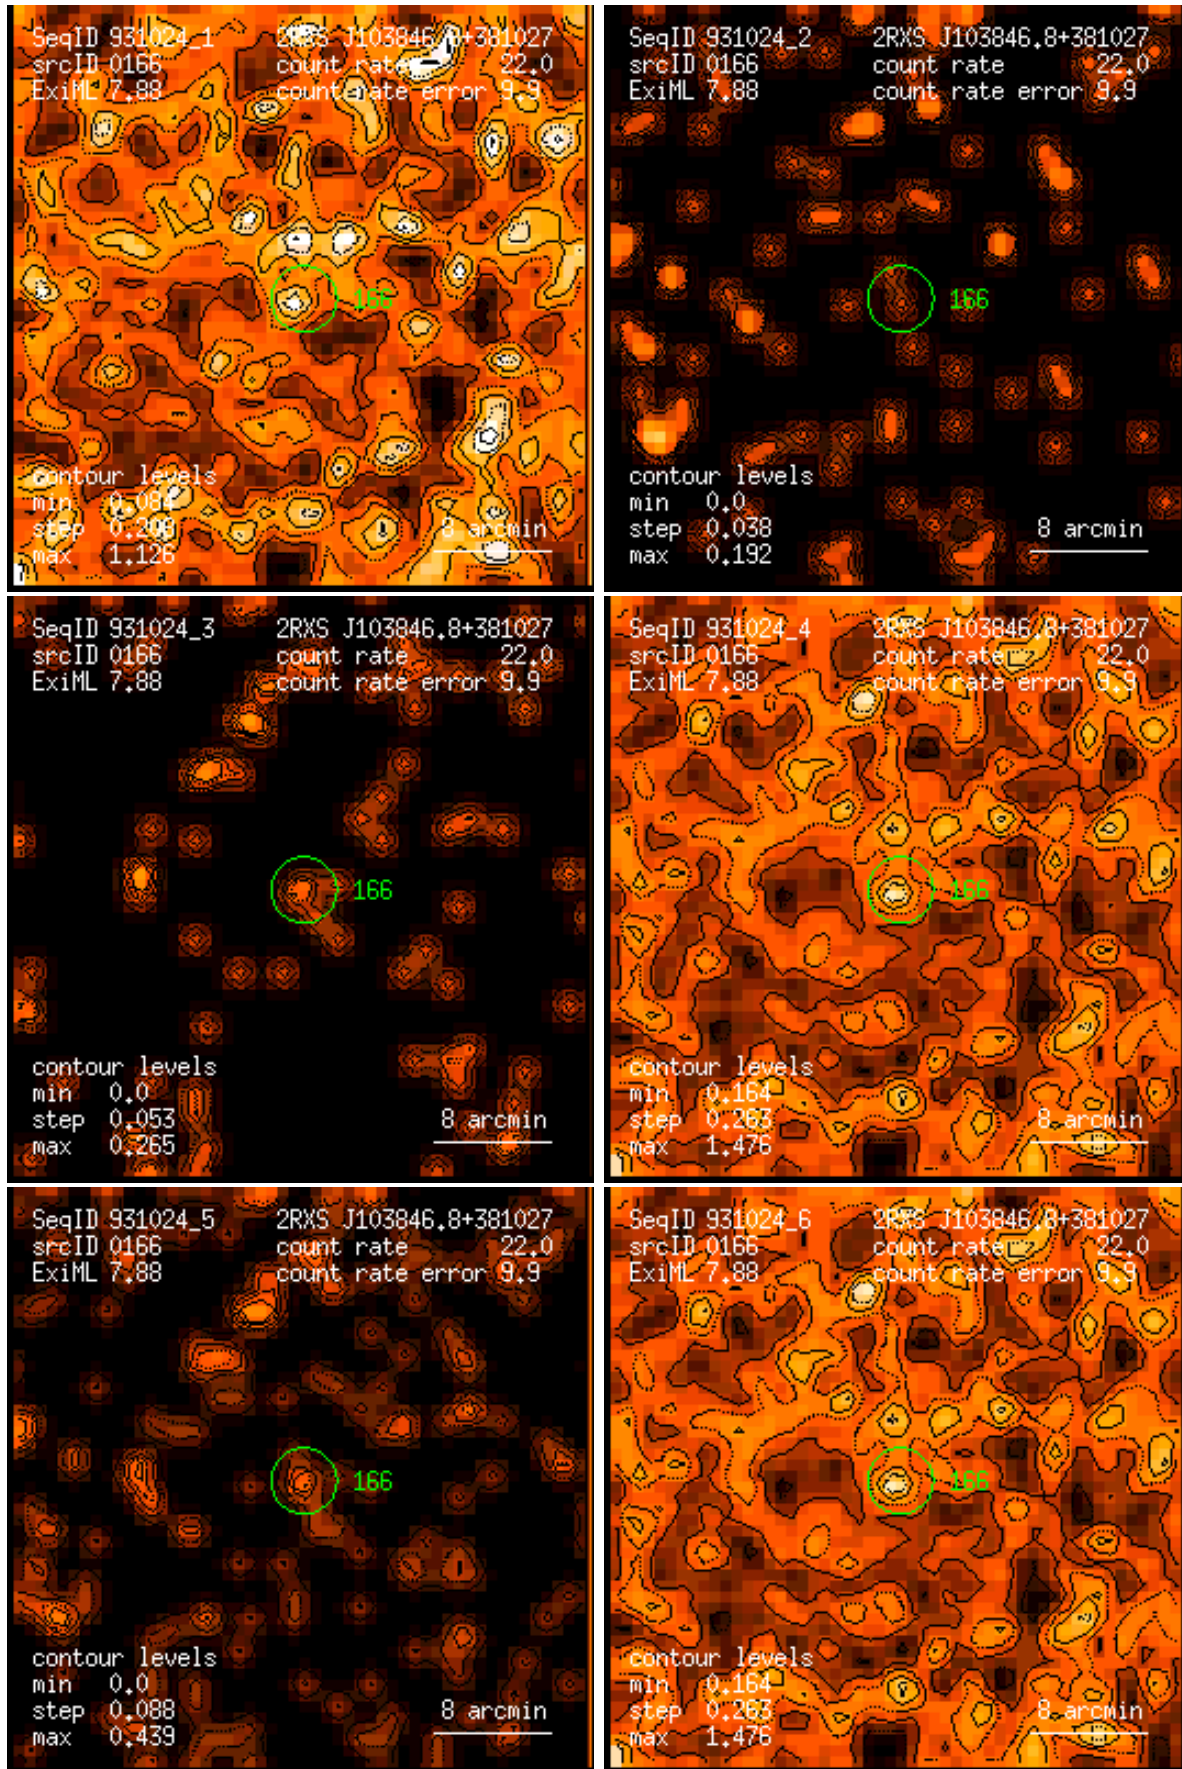 SeqID 931024_1 2RXS J103846.8+381027
srcID 0166 count rate 22.0
ExiML 7.88 count rate error 9.9
166
contour levels
min 0.084
step 0.208
max 1.126
8 arcmin
SeqID 931024_2 2RXS J103846.8+381027
srcID 0166 count rate 22.0
ExiML 7.88 count rate error 9.9
166
contour levels
min 0.0
step 0.038
max 0.192
8 arcmin
SeqID 931024_3 2RXS J103846.8+381027
srcID 0166 count rate 22.0
ExiML 7.88 count rate error 9.9
166
contour levels
min 0.0
step 0.053
max 0.265
8 arcmin
SeqID 931024_4 2RXS J103846.8+381027
srcID 0166 count rate 22.0
ExiML 7.88 count rate error 9.9
166
contour levels
min 0.164
step 0.263
max 1.476
8 arcmin
SeqID 931024_5 2RXS J103846.8+381027
srcID 0166 count rate 22.0
ExiML 7.88 count rate error 9.9
166
contour levels
min 0.0
step 0.088
max 0.439
8 arcmin
SeqID 931024_6 2RXS J103846.8+381027
srcID 0166 count rate 22.0
ExiML 7.88 count rate error 9.9
166
contour levels
min 0.164
step 0.263
max 1.476
8 arcmin